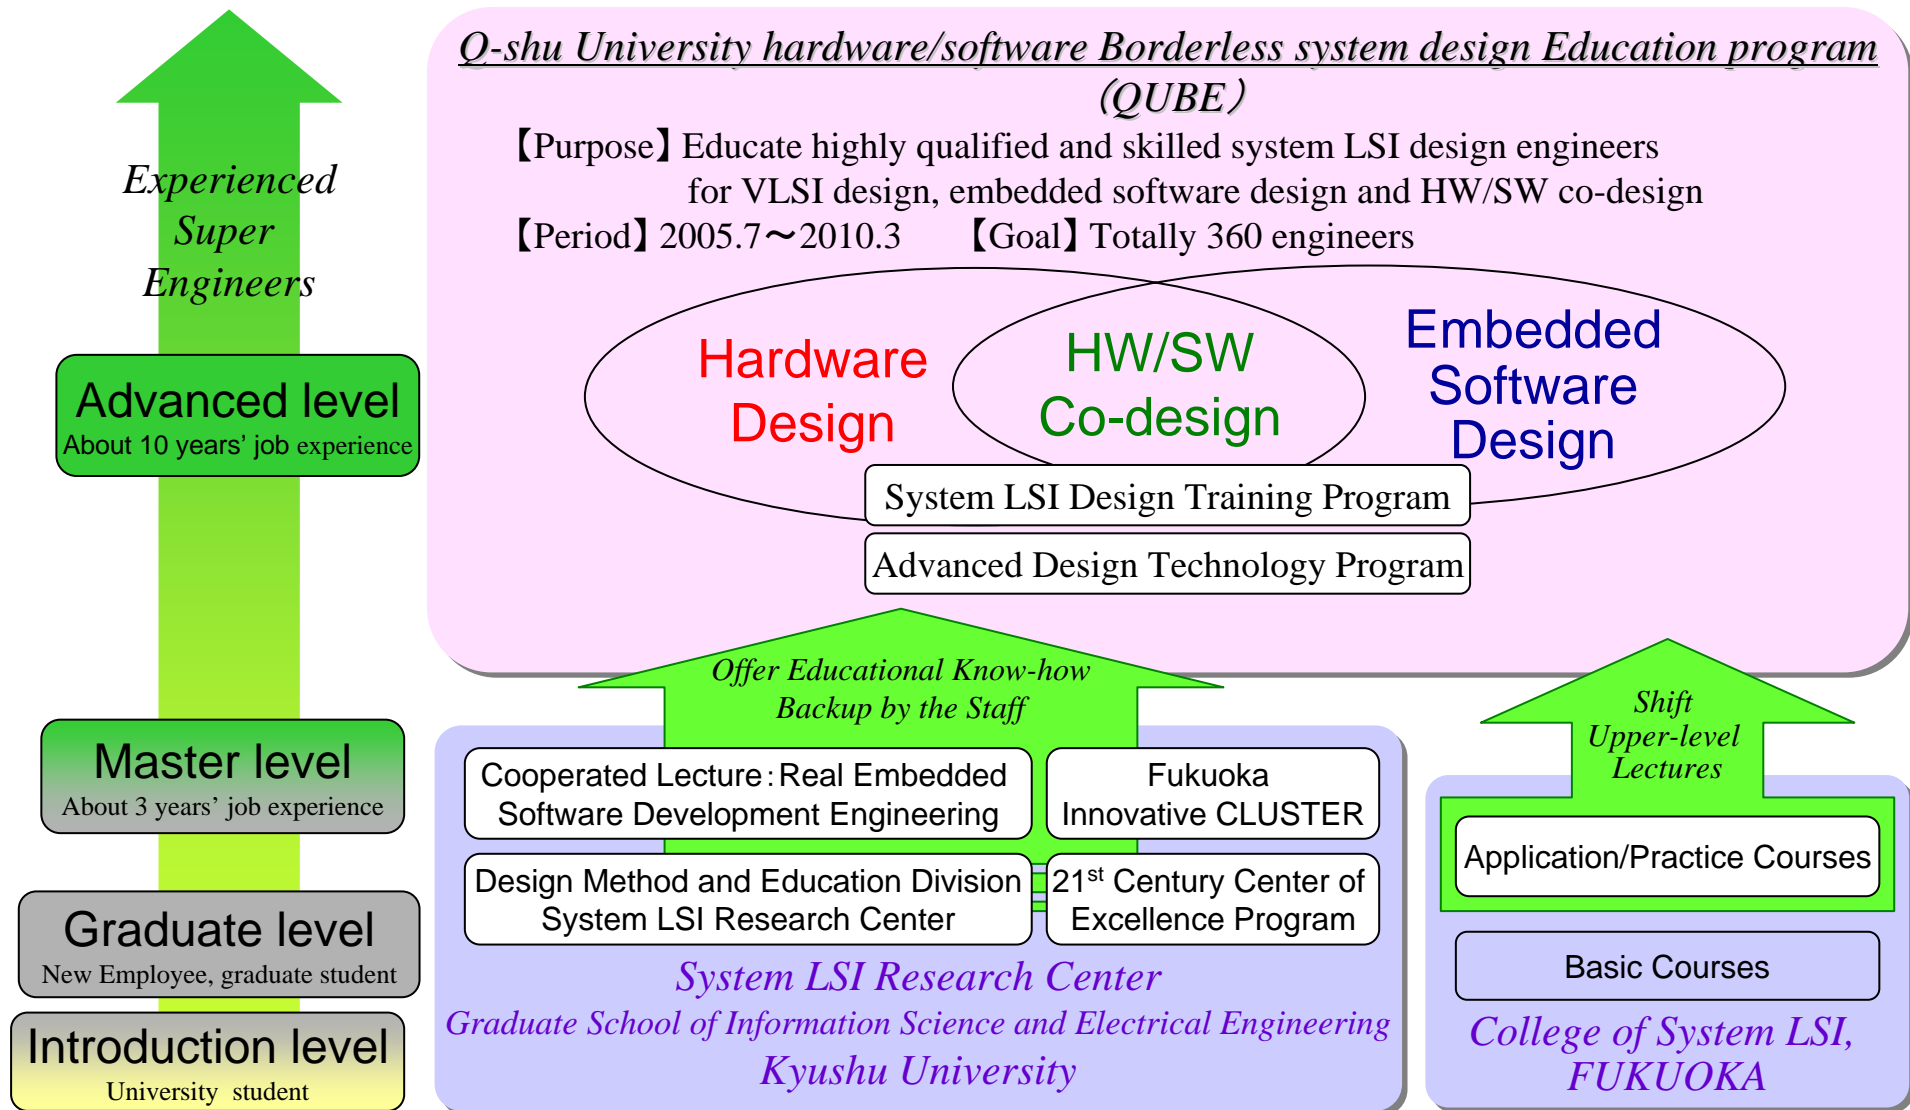 Q-shu University hardware/software Borderless system design Education program
（QUBE）
【Purpose】Educate highly qualified and skilled system LSI design engineers
for VLSI design, embedded software design and HW/SW co-design
【Period】2005.7～2010.3 【Goal】Totally 360 engineers
Experienced
Super
Engineers
Advanced level
About 10 years’ job experience
Master level
About 3 years’ job experience
Graduate level
New Employee, graduate student
Introduction level
University student
Hardware
Design
HW/SW
Co-design
Embedded
Software
Design
System LSI Design Training Program
Advanced Design Technology Program
Offer Educational Know-how
Backup by the Staff
Cooperated Lecture：Real Embedded
Software Development Engineering
Fukuoka
Innovative CLUSTER
Design Method and Education Division
System LSI Research Center
21st Century Center of
Excellence Program
System LSI Research Center
Graduate School of Information Science and Electrical Engineering
Kyushu University
Shift
Upper-level
Lectures
Application/Practice Courses
Basic Courses
College of System LSI,
FUKUOKA